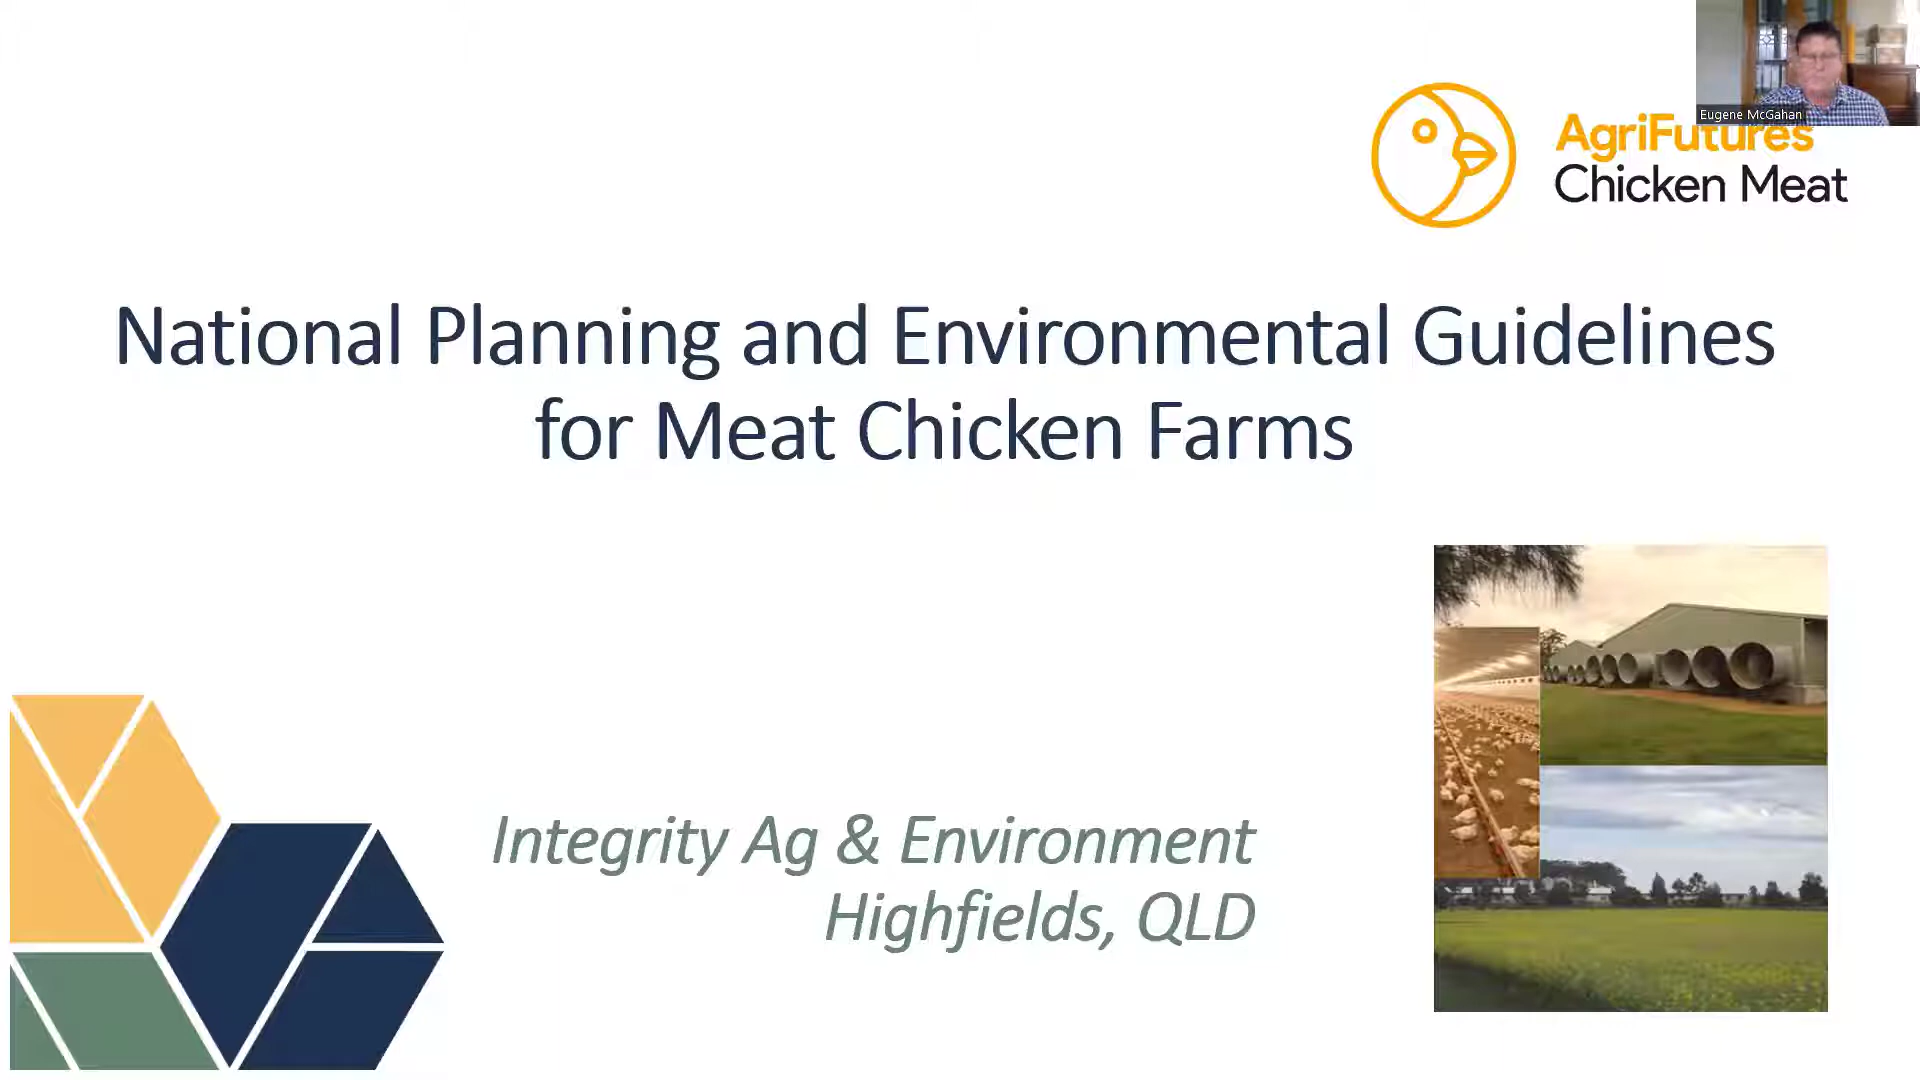 Eugene McGahan
AgriFutures
Chicken Meat
National Planning and Environmental Guidelines
for Meat Chicken Farms
Integrity Ag & Environment
Highfields, QLD